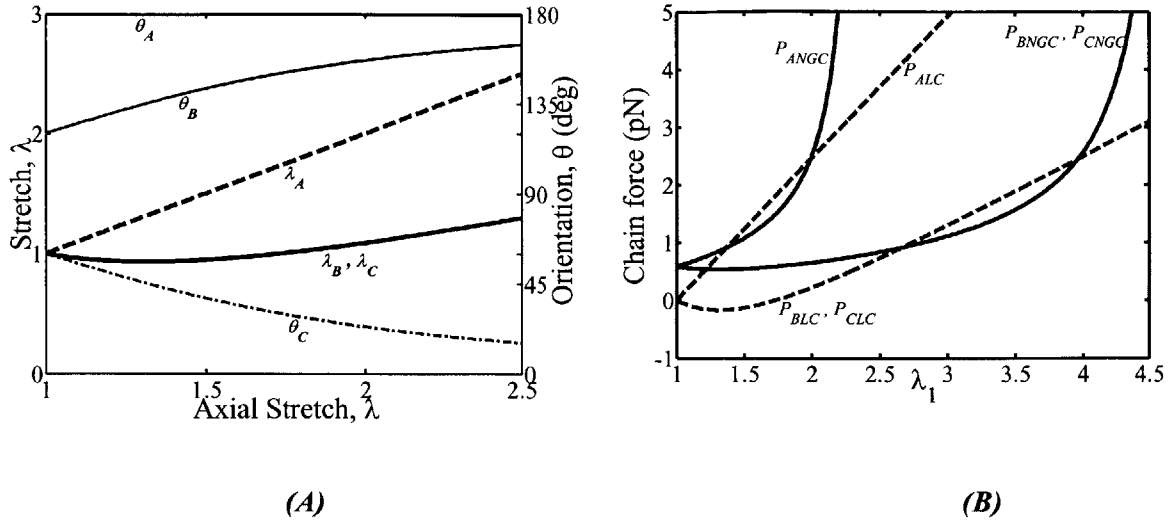 3
2
1
0
Stretch, λ
θ_A
θ_B
λ_A
λ_B , λ_C
θ_C
180
135
90
45
0
Orientation, θ (deg)
1
1.5
2
2.5
Axial Stretch, λ
(A)
5
4
3
2
1
0
-1
Chain force (pN)
P_ANGC
P_ALC
P_BNGC , P_CNGC
P_BLC , P_CLC
1
1.5
2
2.5
3
3.5
4
4.5
λ_1
(B)